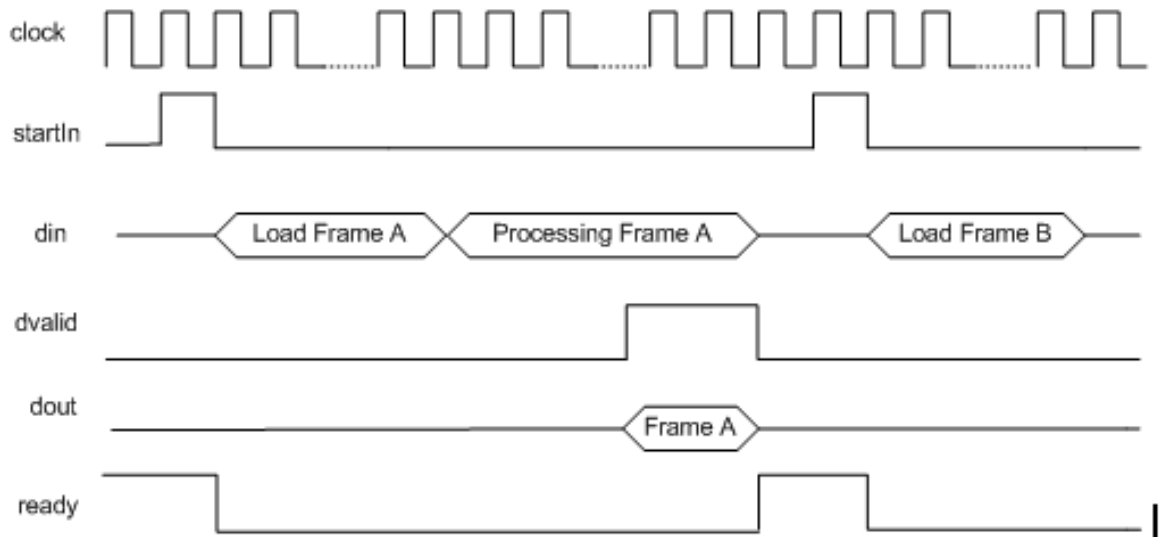 clock
startIn
din
Load Frame A
Processing Frame A
Load Frame B
dvalid
dout
Frame A
ready